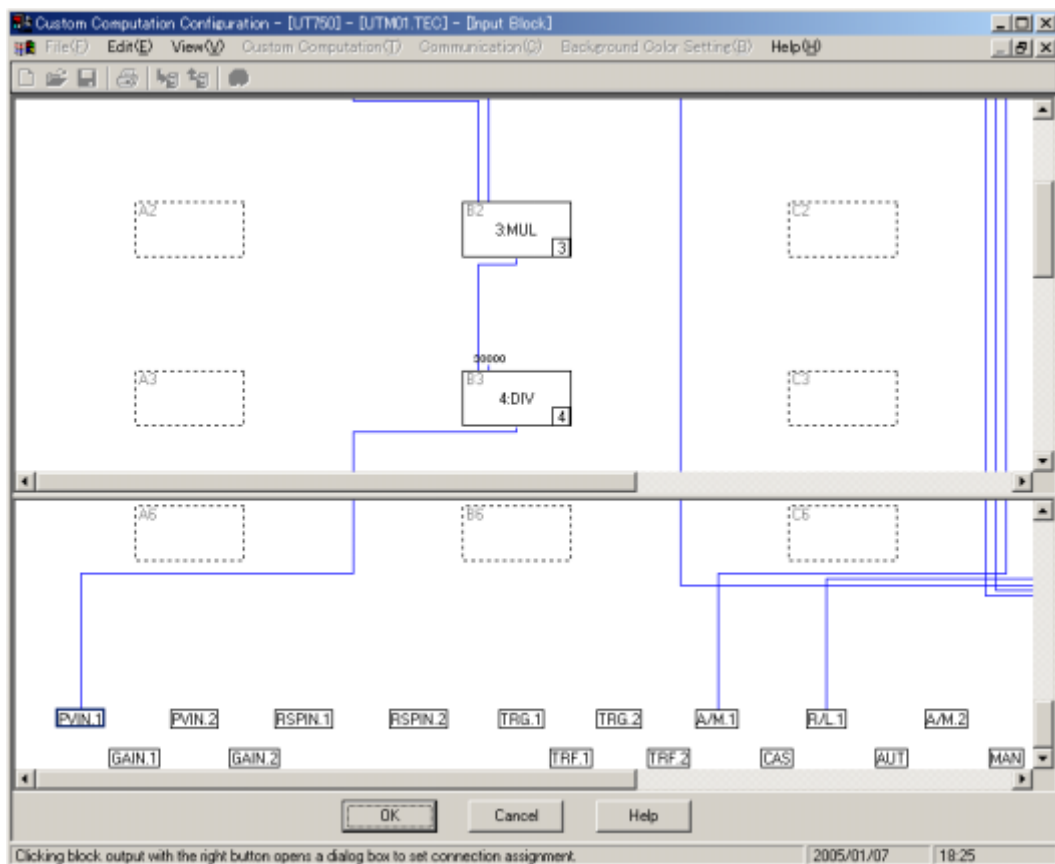 Custom Computation Configuration - [UT750] - [UTM01.TEC] - [Input Block]
File(F) Edit(E) View(V) Custom Computation(T) Communication(C) Background Color Setting(B) Help(H)
A2
B2
3:MUL
3
C2
A3
B3
4:DIV
4
C3
A6
B6
C6
PVIN.1
PVIN.2
RSPIN.1
RSPIN.2
TRG.1
TRG.2
A/M.1
R/L.1
A/M.2
GAIN.1
GAIN.2
TRF.1
TRF.2
CAS
AUT
MAN
OK
Cancel
Help
Clicking block output with the right button opens a dialog box to set connection assignment.
2005/01/07
18:25